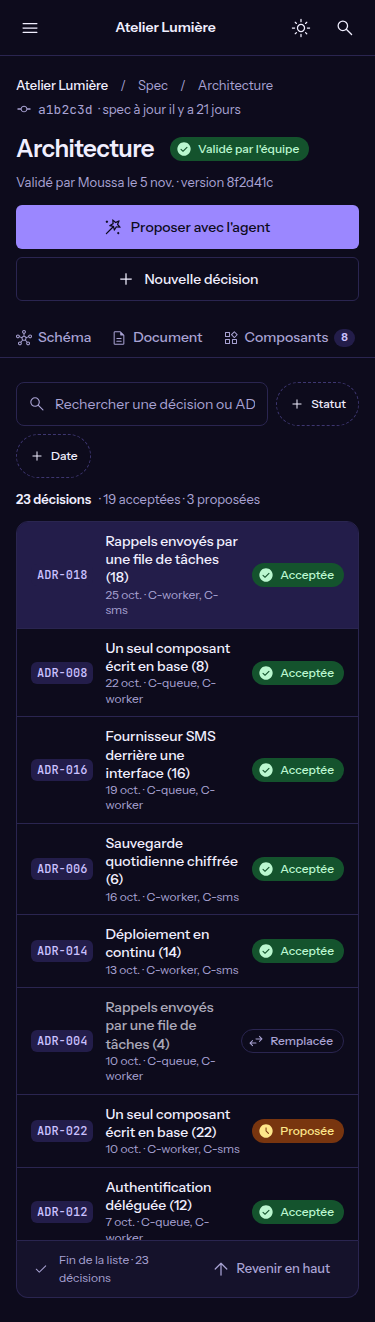 Atelier Lumière
Atelier Lumière / Spec / Architecture
a1b2c3d · spec à jour il y a 21 jours
Architecture
Validé par l'équipe
Validé par Moussa le 5 nov. · version 8f2d41c
Proposer avec l'agent
Nouvelle décision
Schéma Document Composants 8
Rechercher une décision ou AD
Statut
Date
23 décisions · 19 acceptées · 3 proposées
ADR-018
Rappels envoyés par
une file de tâches
(18)
25 oct. · C-worker, C-
sms
Acceptée
ADR-008
Un seul composant
écrit en base (8)
22 oct. · C-queue, C-
worker
Acceptée
ADR-016
Fournisseur SMS
derrière une
interface (16)
19 oct. · C-queue, C-
worker
Acceptée
ADR-006
Sauvegarde
quotidienne chiffrée
(6)
16 oct. · C-worker, C-sms
Acceptée
ADR-014
Déploiement en
continu (14)
13 oct. · C-worker, C-sms
Acceptée
ADR-004
Rappels envoyés
par une file de
tâches (4)
10 oct. · C-queue, C-
worker
Remplacée
ADR-022
Un seul composant
écrit en base (22)
10 oct. · C-worker, C-sms
Proposée
ADR-012
Authentification
déléguée (12)
7 oct. · C-queue, C-
worker
Acceptée
Fin de la liste · 23
décisions
Revenir en haut